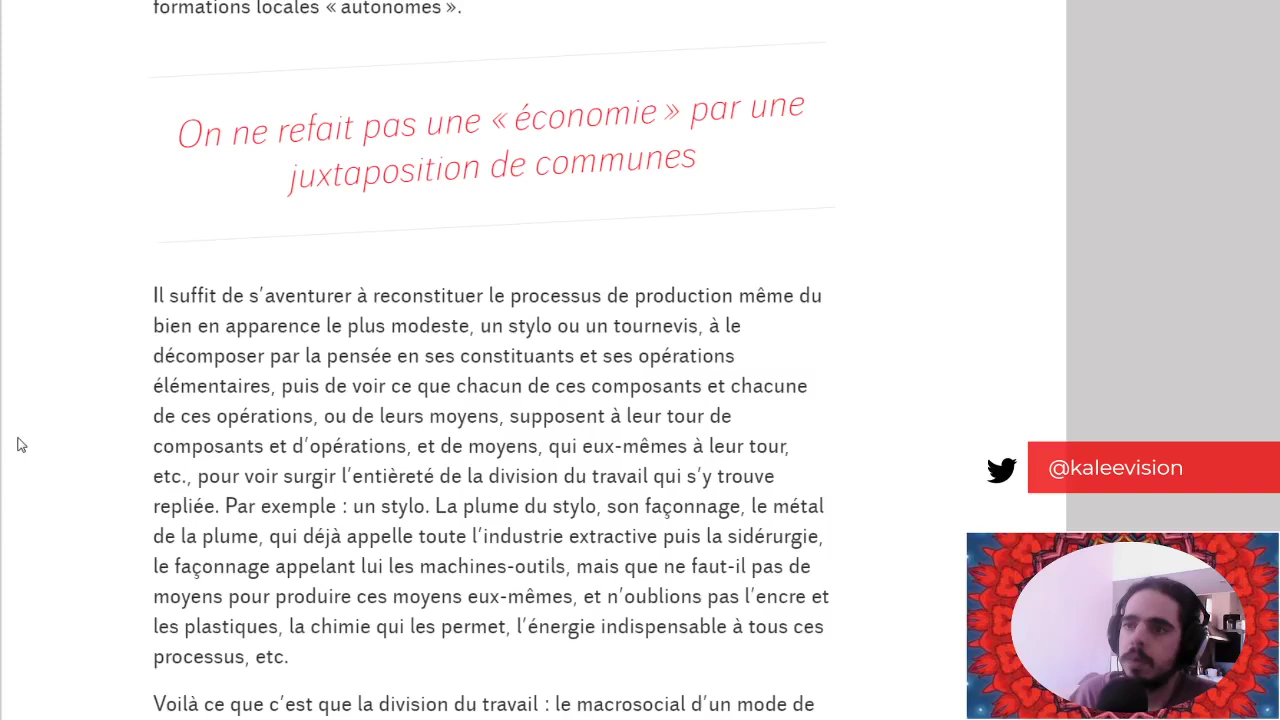 formations locales « autonomes ».
On ne refait pas une « économie » par une
juxtaposition de communes
Il suffit de s’aventurer à reconstituer le processus de production même du
bien en apparence le plus modeste, un stylo ou un tournevis, à le
décomposer par la pensée en ses constituants et ses opérations
élémentaires, puis de voir ce que chacun de ces composants et chacune
de ces opérations, ou de leurs moyens, supposent à leur tour de
composants et d’opérations, et de moyens, qui eux-mêmes à leur tour,
etc., pour voir surgir l’entièreté de la division du travail qui s’y trouve
repliée. Par exemple : un stylo. La plume du stylo, son façonnage, le métal
de la plume, qui déjà appelle toute l’industrie extractive puis la sidérurgie,
le façonnage appelant lui les machines-outils, mais que ne faut-il pas de
moyens pour produire ces moyens eux-mêmes, et n’oublions pas l’encre et
les plastiques, la chimie qui les permet, l’énergie indispensable à tous ces
processus, etc.
Voilà ce que c’est que la division du travail : le macrosocial d’un mode de
@kaleevision